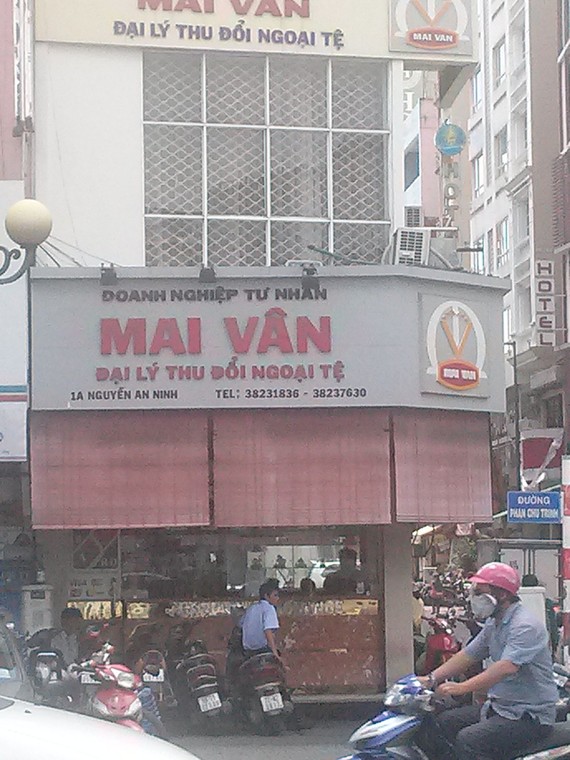 MAI VÂN
ĐẠI LÝ THU ĐỔI NGOẠI TỆ
MAI VÂN
DOANH NGHIỆP TƯ NHÂN
MAI VÂN
ĐẠI LÝ THU ĐỔI NGOẠI TỆ
1A NGUYỄN AN NINH TEL: 38231836 - 38237630
MAI VÂN
HOTEL
ĐƯỜNG
PHAN CHU TRINH